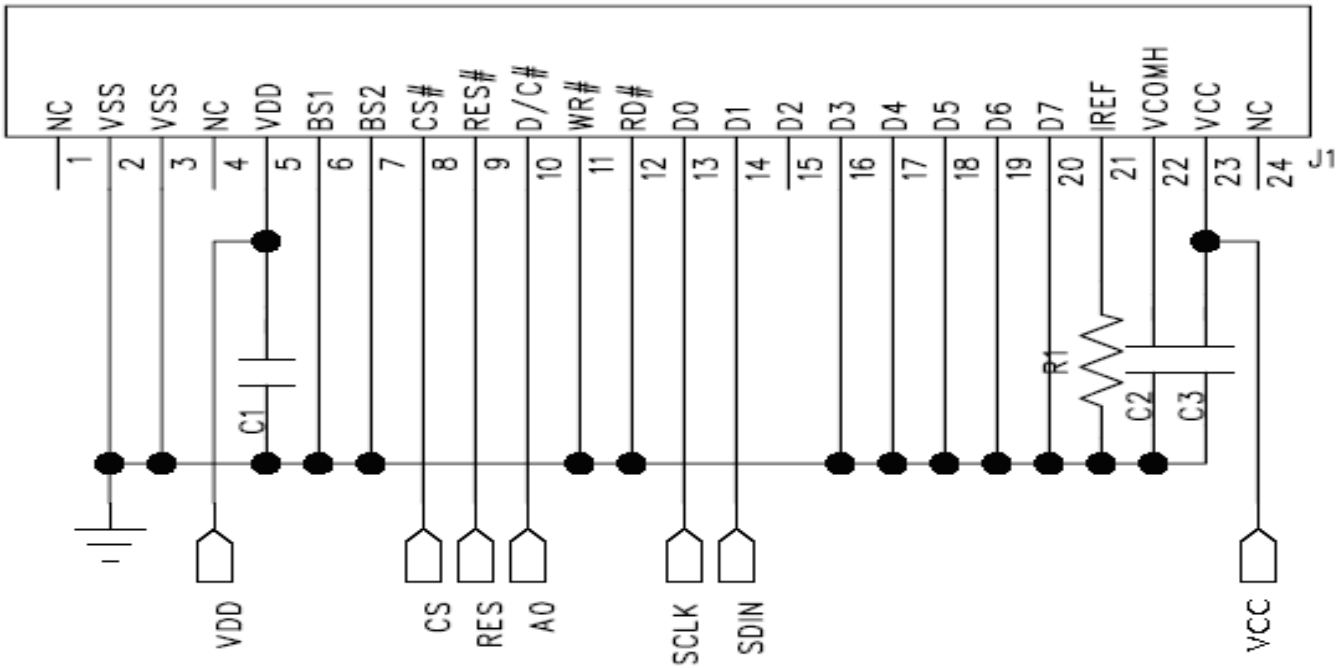 NC VSS VSS NC VDD BS1 BS2 CS# RES# D/C# WR# RD# D0 D1 D2 D3 D4 D5 D6 D7 IREF VCOMH VCC NC
1 2 3 4 5 6 7 8 9 10 11 12 13 14 15 16 17 18 19 20 21 22 23 24 J1
R1
C1 C2 C3
VDD CS RES A0 SCLK SDIN VCC